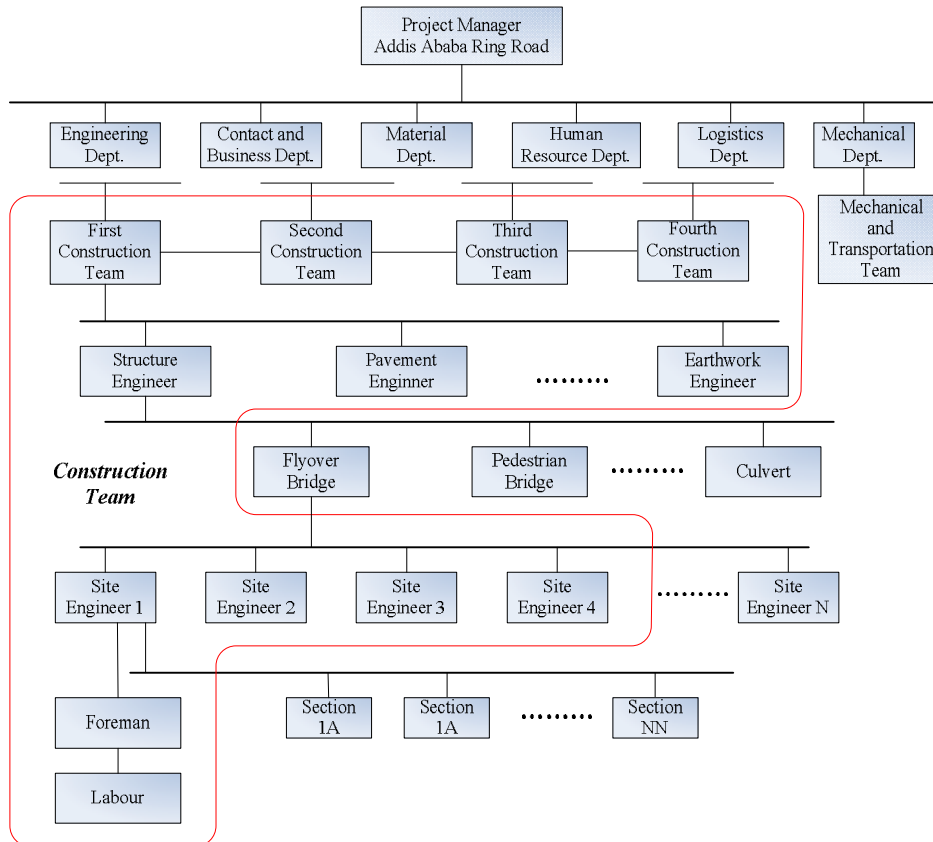 Project Manager
Addis Ababa Ring Road
Engineering
Dept.
Contact and
Business Dept.
Material
Dept.
Human
Resource Dept.
Logistics
Dept.
Mechanical
Dept.
First
Construction
Team
Second
Construction
Team
Third
Construction
Team
Fourth
Construction
Team
Mechanical
and
Transportation
Team
Structure
Engineer
Pavement
Enginner
.........
Earthwork
Engineer
Construction
Team
Flyover
Bridge
Pedestrian
Bridge
.........
Culvert
Site
Engineer 1
Site
Engineer 2
Site
Engineer 3
Site
Engineer 4
.........
Site
Engineer N
Foreman
Section
1A
Section
1A
.........
Section
NN
Labour